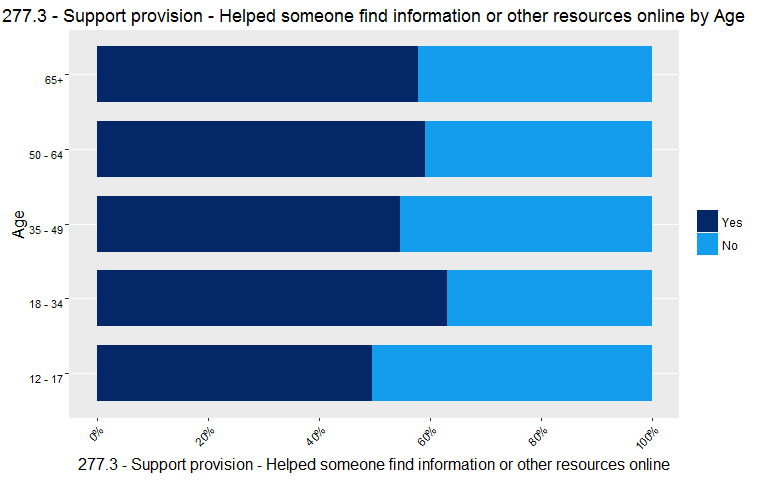 277.3 - Support provision - Helped someone find information or other resources online by Age
65+
50 - 64
35 - 49
18 - 34
12 - 17
Age
Yes
No
0%
20%
40%
60%
80%
100%
277.3 - Support provision - Helped someone find information or other resources online